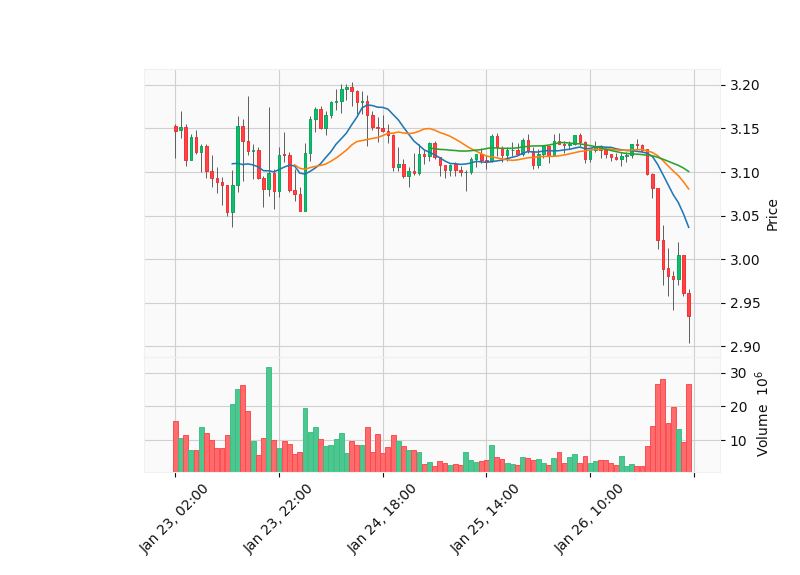 3.20
3.15
3.10
3.05
3.00
2.95
2.90
Price
30
20
10
Volume 10⁶
Jan 23, 02:00
Jan 23, 22:00
Jan 24, 18:00
Jan 25, 14:00
Jan 26, 10:00